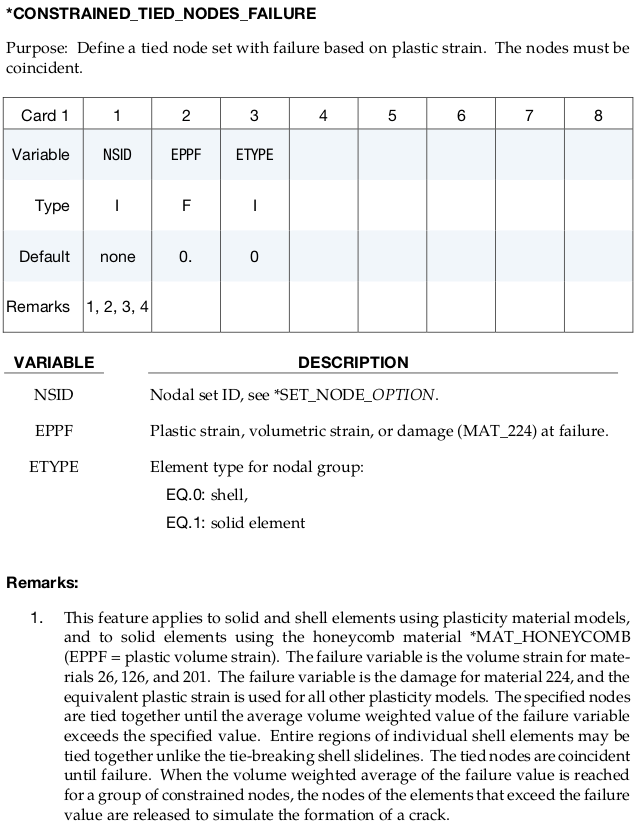 *CONSTRAINED_TIED_NODES_FAILURE
Purpose: Define a tied node set with failure based on plastic strain. The nodes must be
coincident.
Card 1 1 2 3 4 5 6 7 8
Variable NSID EPPF ETYPE
Type I F I
Default none 0. 0
Remarks 1, 2, 3, 4
VARIABLE DESCRIPTION
NSID Nodal set ID, see *SET_NODE_OPTION.
EPPF Plastic strain, volumetric strain, or damage (MAT_224) at failure.
ETYPE Element type for nodal group:
EQ.0: shell,
EQ.1: solid element
Remarks:
1. This feature applies to solid and shell elements using plasticity material models,
and to solid elements using the honeycomb material *MAT_HONEYCOMB
(EPPF = plastic volume strain). The failure variable is the volume strain for mate-
rials 26, 126, and 201. The failure variable is the damage for material 224, and the
equivalent plastic strain is used for all other plasticity models. The specified nodes
are tied together until the average volume weighted value of the failure variable
exceeds the specified value. Entire regions of individual shell elements may be
tied together unlike the tie-breaking shell slidelines. The tied nodes are coincident
until failure. When the volume weighted average of the failure value is reached
for a group of constrained nodes, the nodes of the elements that exceed the failure
value are released to simulate the formation of a crack.